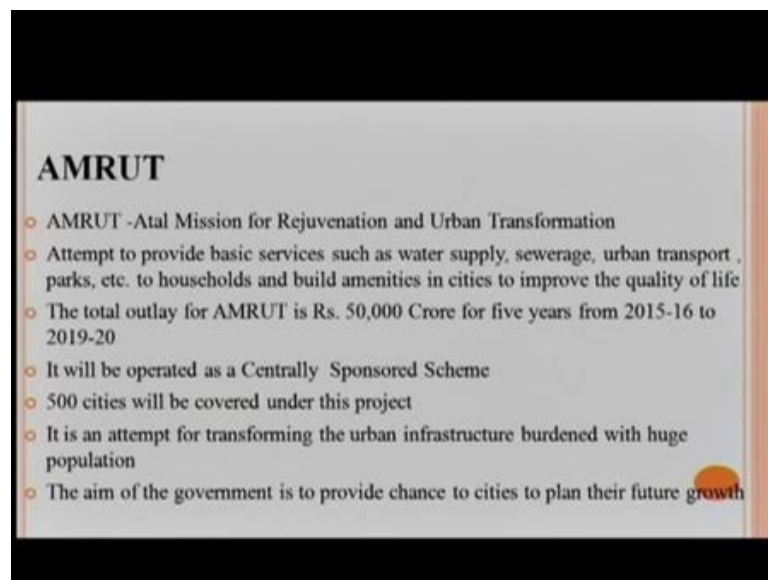 AMRUT
AMRUT -Atal Mission for Rejuvenation and Urban Transformation
Attempt to provide basic services such as water supply, sewerage, urban transport ,
parks, etc. to households and build amenities in cities to improve the quality of life
The total outlay for AMRUT is Rs. 50,000 Crore for five years from 2015-16 to
2019-20
It will be operated as a Centrally Sponsored Scheme
500 cities will be covered under this project
It is an attempt for transforming the urban infrastructure burdened with huge
population
The aim of the government is to provide chance to cities to plan their future growth